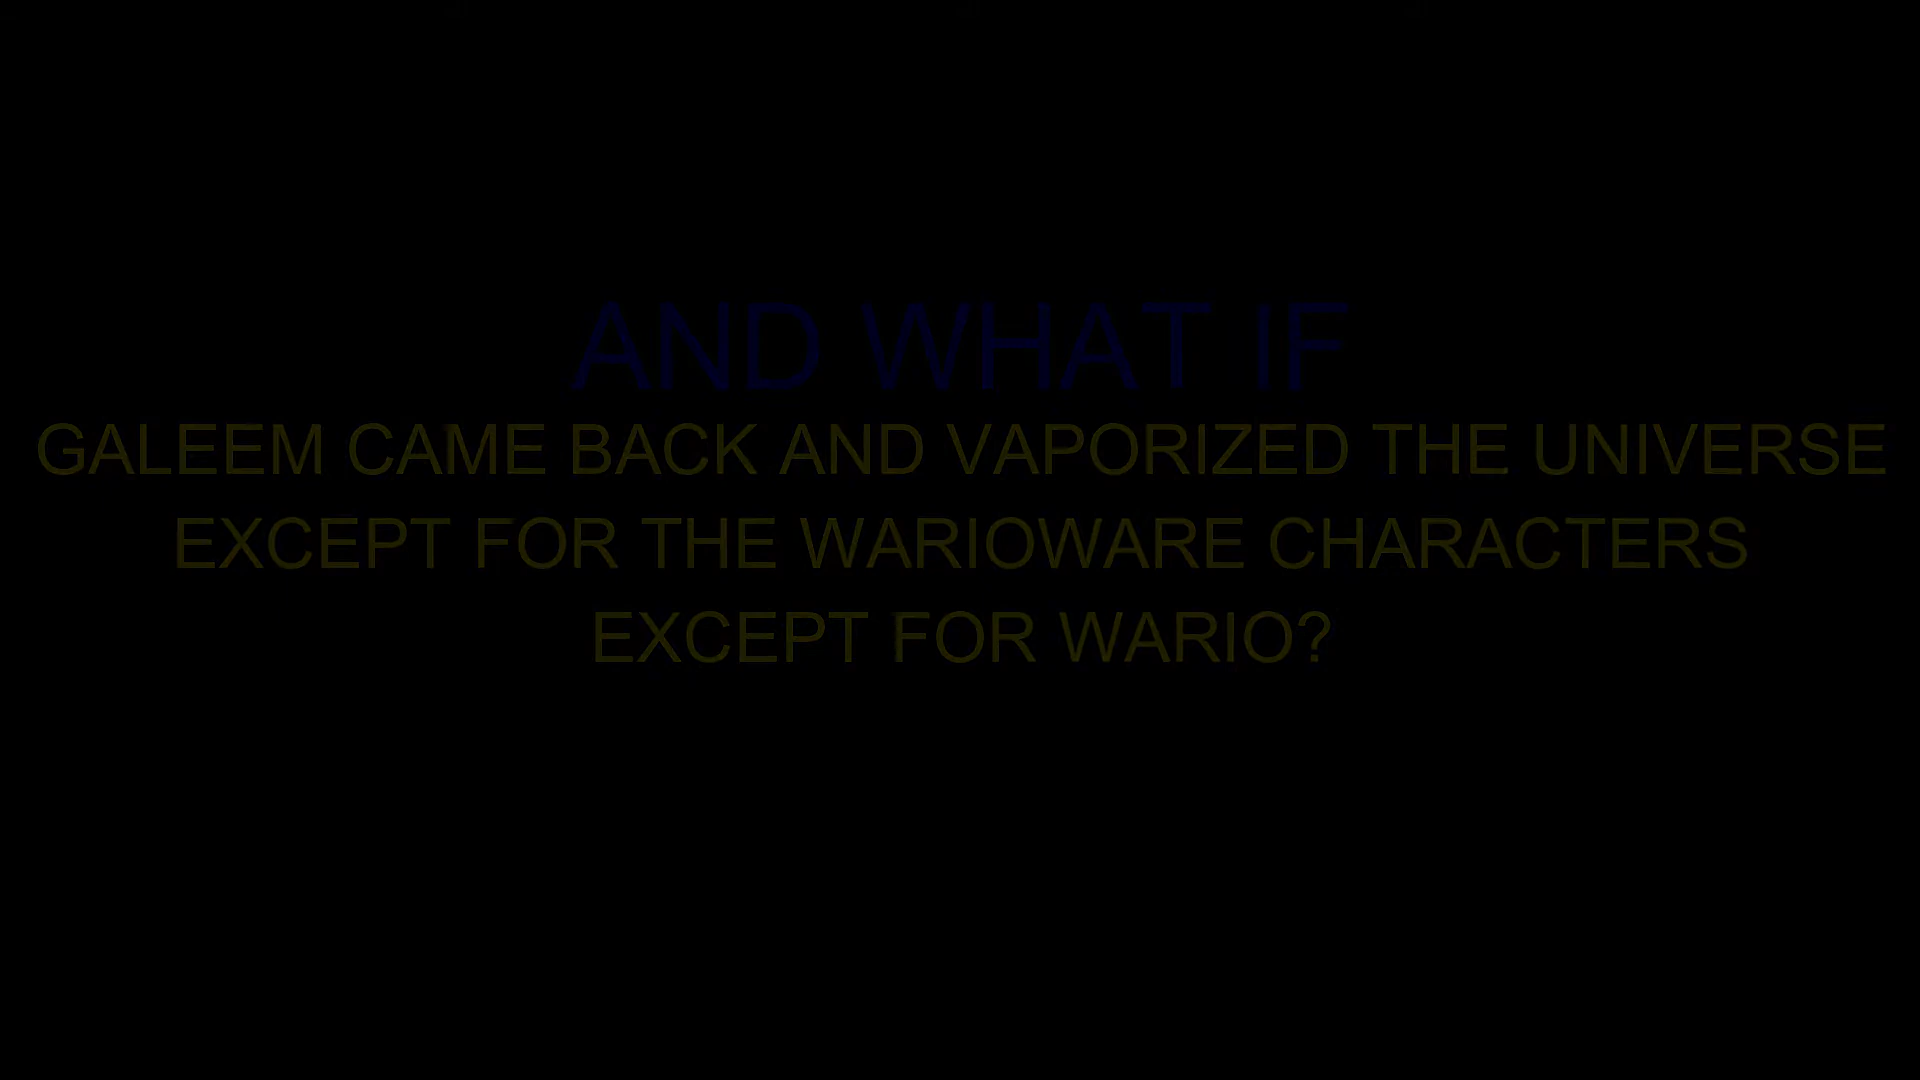 AND WHAT IF
GALEEM CAME BACK AND VAPORIZED THE UNIVERSE
EXCEPT FOR THE WARIOWARE CHARACTERS
EXCEPT FOR WARIO?